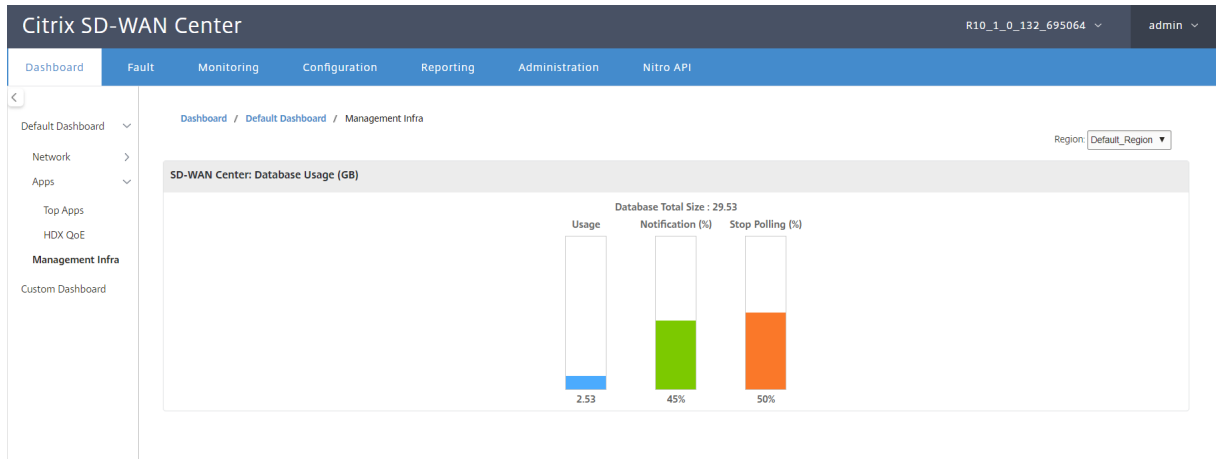 Citrix SD-WAN Center
R10_1_0_132_695064
admin
Dashboard Fault Monitoring Configuration Reporting Administration Nitro API
Default Dashboard
Network
Apps
Top Apps
HDX QoE
Management Infra
Custom Dashboard
Dashboard / Default Dashboard / Management Infra
Region: Default_Region
SD-WAN Center: Database Usage (GB)
Database Total Size : 29.53
Usage Notification (%) Stop Polling (%)
2.53 45% 50%